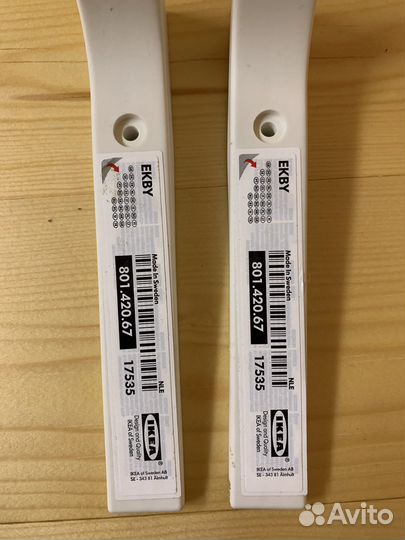 EKBY
Made in Sweden
801.420.67
17535
NLE
IKEA
®
Design and Quality
IKEA of Sweden
IKEA of Sweden AB
SE - 343 81 Älmhult
EKBY
Made in Sweden
801.420.67
17535
NLE
IKEA
®
Design and Quality
IKEA of Sweden
IKEA of Sweden AB
SE - 343 81 Älmhult
Avito